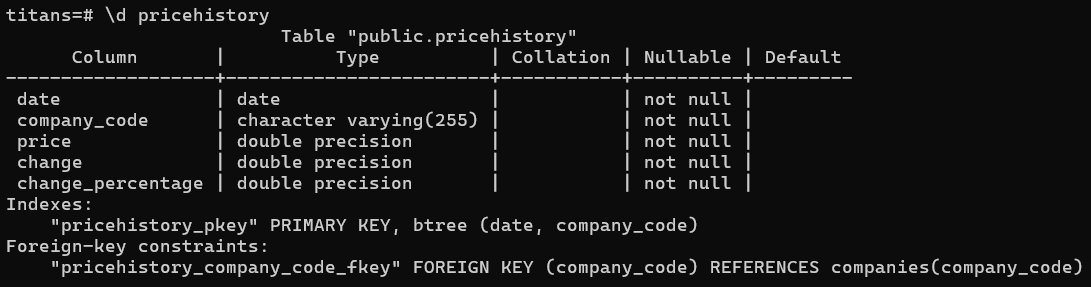 titans=# \d pricehistory
                         Table "public.pricehistory"
      Column       |          Type          | Collation | Nullable | Default
-------------------+------------------------+-----------+----------+---------
 date              | date                   |           | not null |
 company_code      | character varying(255) |           | not null |
 price             | double precision       |           | not null |
 change            | double precision       |           | not null |
 change_percentage | double precision       |           | not null |
Indexes:
    "pricehistory_pkey" PRIMARY KEY, btree (date, company_code)
Foreign-key constraints:
    "pricehistory_company_code_fkey" FOREIGN KEY (company_code) REFERENCES companies(company_code)